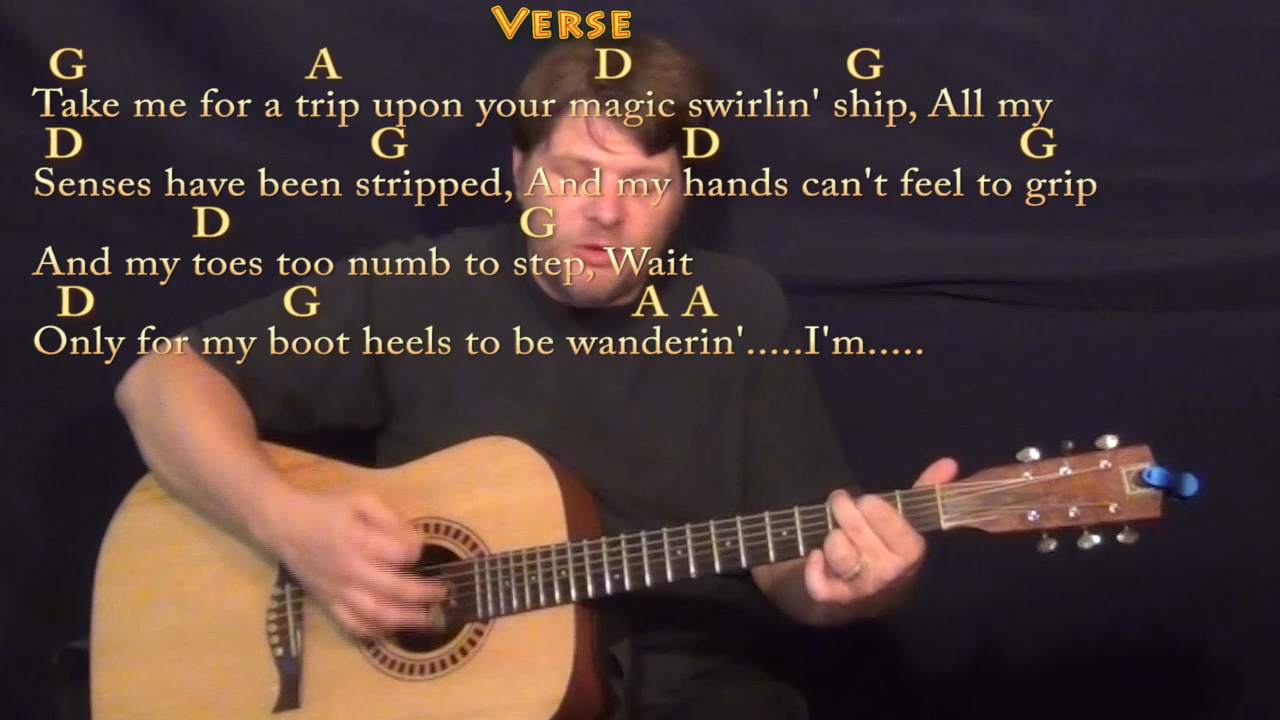 VERSE
G A D G
Take me for a trip upon your magic swirlin' ship, All my
D G D G
Senses have been stripped, And my hands can't feel to grip
D G
And my toes too numb to step, Wait
D G A A
Only for my boot heels to be wanderin'.....I'm.....